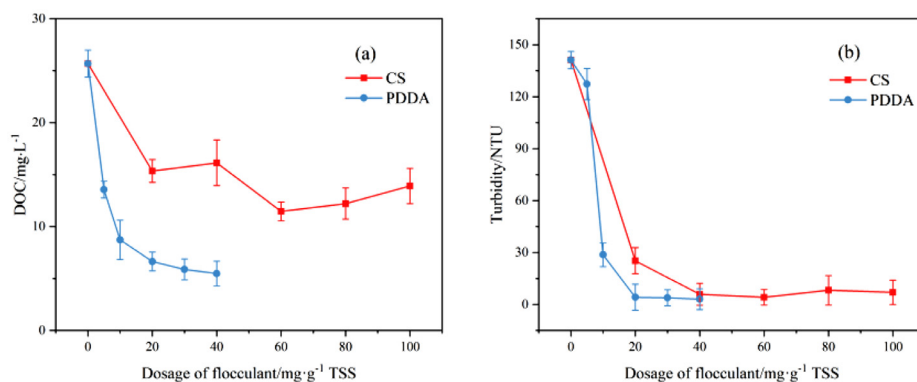 (a)
CS
PDDA
DOC/mg·L⁻¹
30
20
10
0
0 20 40 60 80 100
Dosage of flocculant/mg·g⁻¹ TSS
(b)
CS
PDDA
Turbidity/NTU
150
120
90
60
30
0
0 20 40 60 80 100
Dosage of flocculant/mg·g⁻¹ TSS